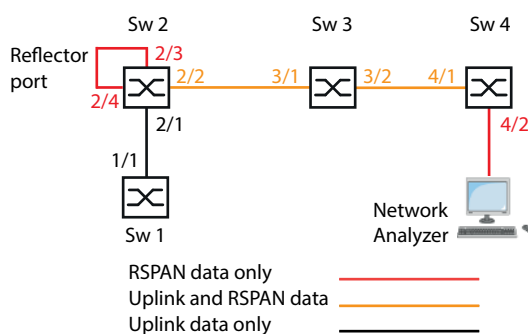 Sw 2
Sw 3
Sw 4
Reflector
port
2/3
2/4
2/2
3/1
3/2
4/1
2/1
4/2
1/1
Sw 1
Network
Analyzer
RSPAN data only
Uplink and RSPAN data
Uplink data only